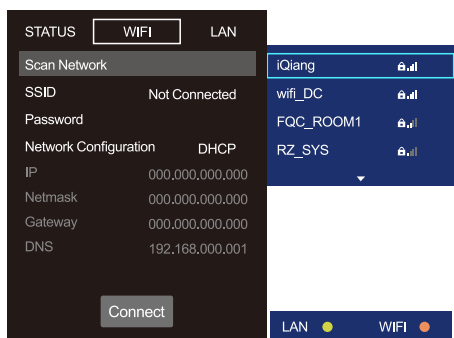 STATUS WIFI LAN
Scan Network
SSID Not Connected
Password
Network Configuration DHCP
IP 000.000.000.000
Netmask 000.000.000.000
Gateway 000.000.000.000
DNS 192.168.000.001
Connect
iQiang
wifi_DC
FQC_ROOM1
RZ_SYS
LAN WIFI